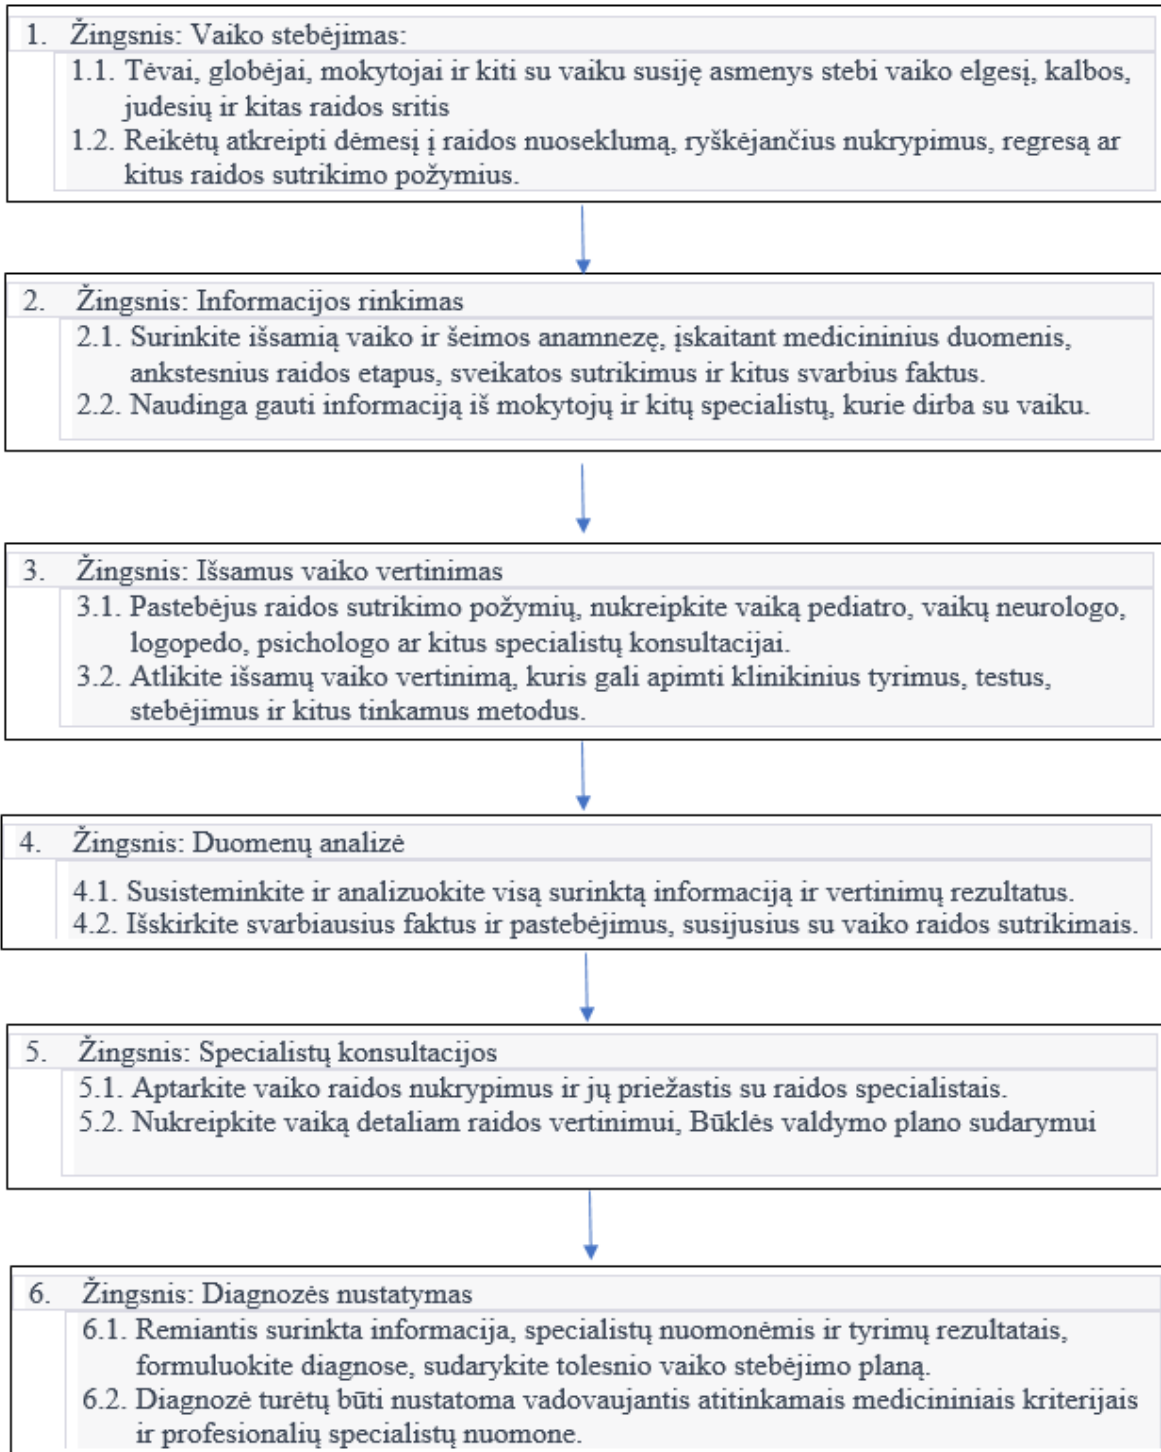 1. Žingsnis: Vaiko stebėjimas:
1.1. Tėvai, globėjai, mokytojai ir kiti su vaiku susiję asmenys stebi vaiko elgesį, kalbos,
judesių ir kitas raidos sritis
1.2. Reikėtų atkreipti dėmesį į raidos nuoseklumą, ryškėjančius nukrypimus, regresą ar
kitus raidos sutrikimo požymius.
2. Žingsnis: Informacijos rinkimas
2.1. Surinkite išsamią vaiko ir šeimos anamnezę, įskaitant medicininius duomenis,
ankstesnius raidos etapus, sveikatos sutrikimus ir kitus svarbius faktus.
2.2. Naudinga gauti informaciją iš mokytojų ir kitų specialistų, kurie dirba su vaiku.
3. Žingsnis: Išsamus vaiko vertinimas
3.1. Pastebėjus raidos sutrikimo požymių, nukreipkite vaiką pediatro, vaikų neurologo,
logopedo, psichologo ar kitus specialistų konsultacijai.
3.2. Atlikite išsamų vaiko vertinimą, kuris gali apimti klinikinius tyrimus, testus,
stebėjimus ir kitus tinkamus metodus.
4. Žingsnis: Duomenų analizė
4.1. Susisteminkite ir analizuokite visą surinktą informaciją ir vertinimų rezultatus.
4.2. Išskirkite svarbiausius faktus ir pastebėjimus, susijusius su vaiko raidos sutrikimais.
5. Žingsnis: Specialistų konsultacijos
5.1. Aptarkite vaiko raidos nukrypimus ir jų priežastis su raidos specialistais.
5.2. Nukreipkite vaiką detaliam raidos vertinimui, Būklės valdymo plano sudarymui
6. Žingsnis: Diagnozės nustatymas
6.1. Remiantis surinkta informacija, specialistų nuomonėmis ir tyrimų rezultatais,
formuluokite diagnose, sudarykite tolesnio vaiko stebėjimo planą.
6.2. Diagnozė turėtų būti nustatoma vadovaujantis atitinkamais medicininiais kriterijais
ir profesionalių specialistų nuomone.